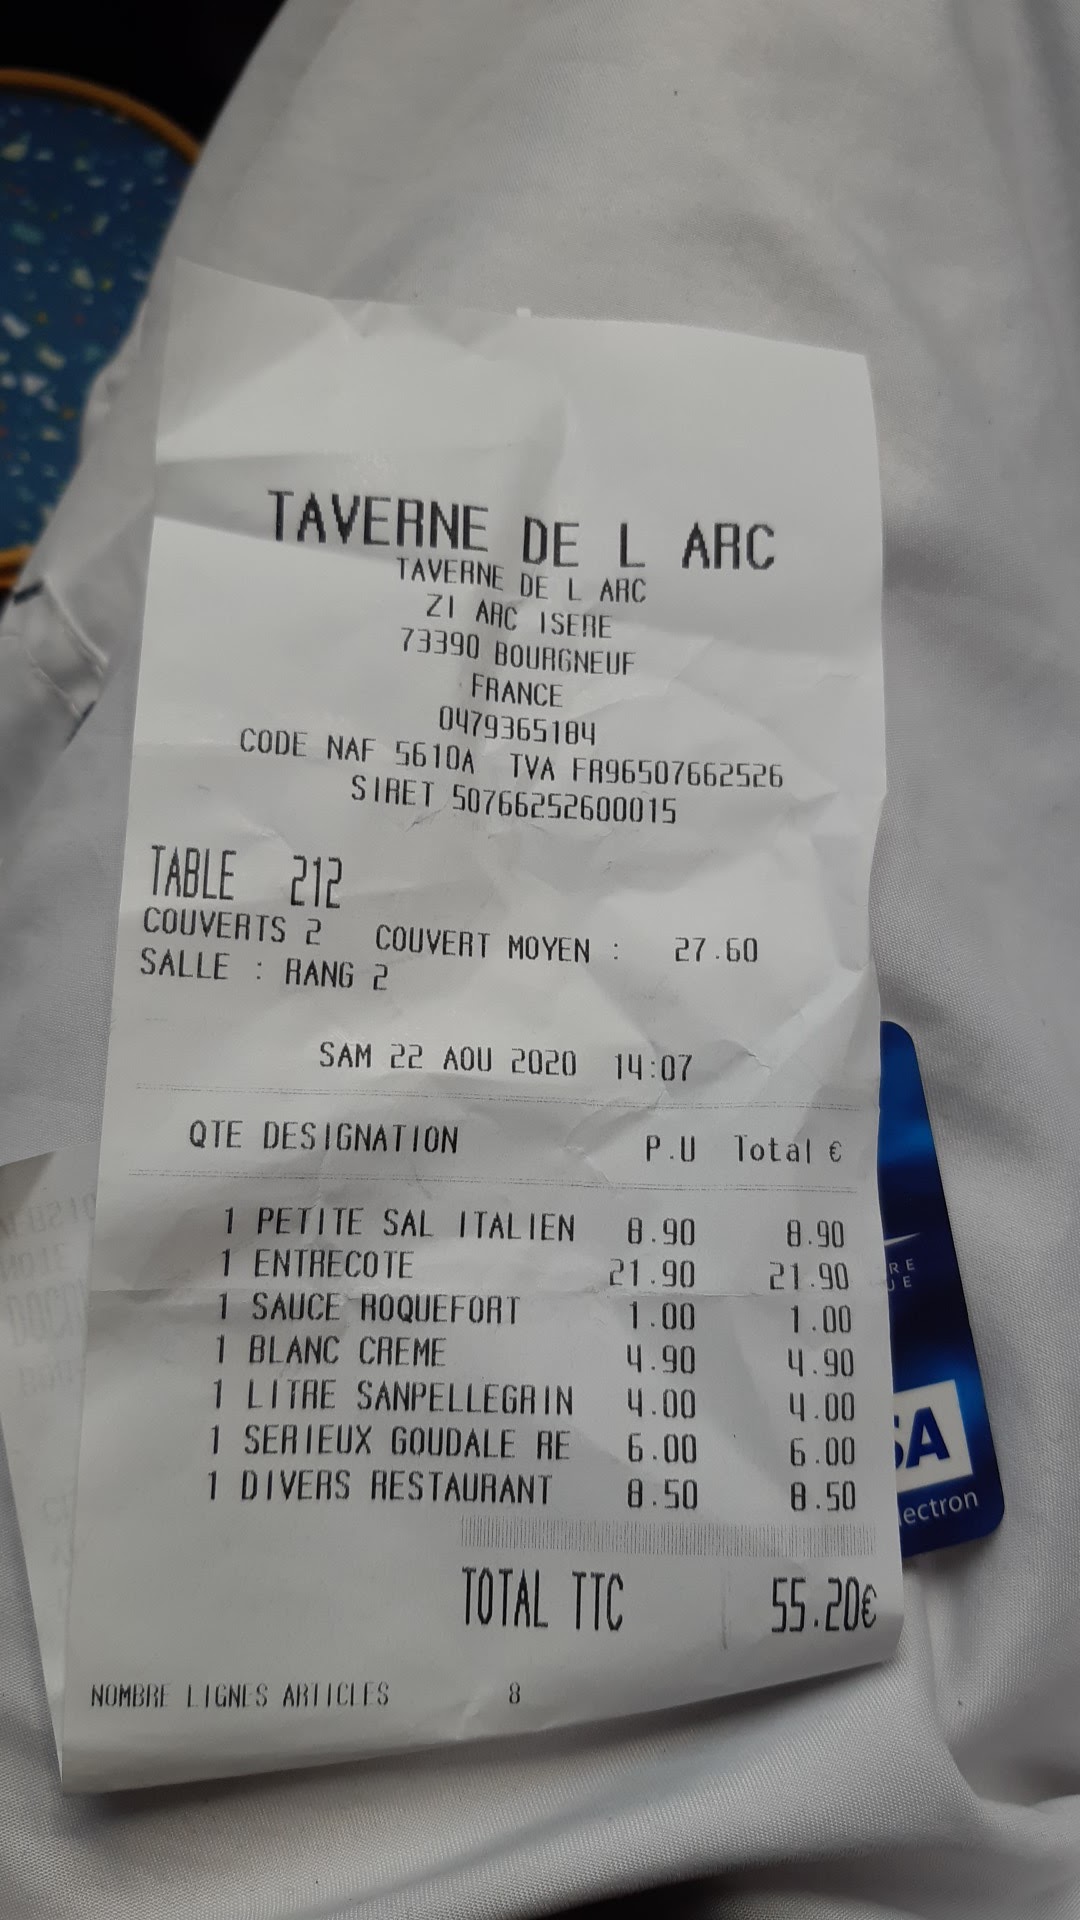 TAVERNE DE L ARC
TAVERNE DE L ARC
ZI ARC ISERE
73390 BOURGNEUF
FRANCE
0479365184
CODE NAF 5610A TVA FR96507662526
SIRET 50766252600015
TABLE 212
COUVERTS 2 COUVERT MOYEN : 27.60
SALLE : RANG 2
SAM 22 AOU 2020 14:07
QTE DESIGNATION P.U Total €
1 PETITE SAL ITALIEN 8.90 8.90
1 ENTRECOTE 21.90 21.90
1 SAUCE ROQUEFORT 1.00 1.00
1 BLANC CREME 4.90 4.90
1 LITRE SANPELLEGRIN 4.00 4.00
1 SERIEUX GOUDALE RE 6.00 6.00
1 DIVERS RESTAURANT 8.50 8.50
TOTAL TTC 55.20€
NOMBRE LIGNES ARTICLES 8
RE
UE
SA
lectron